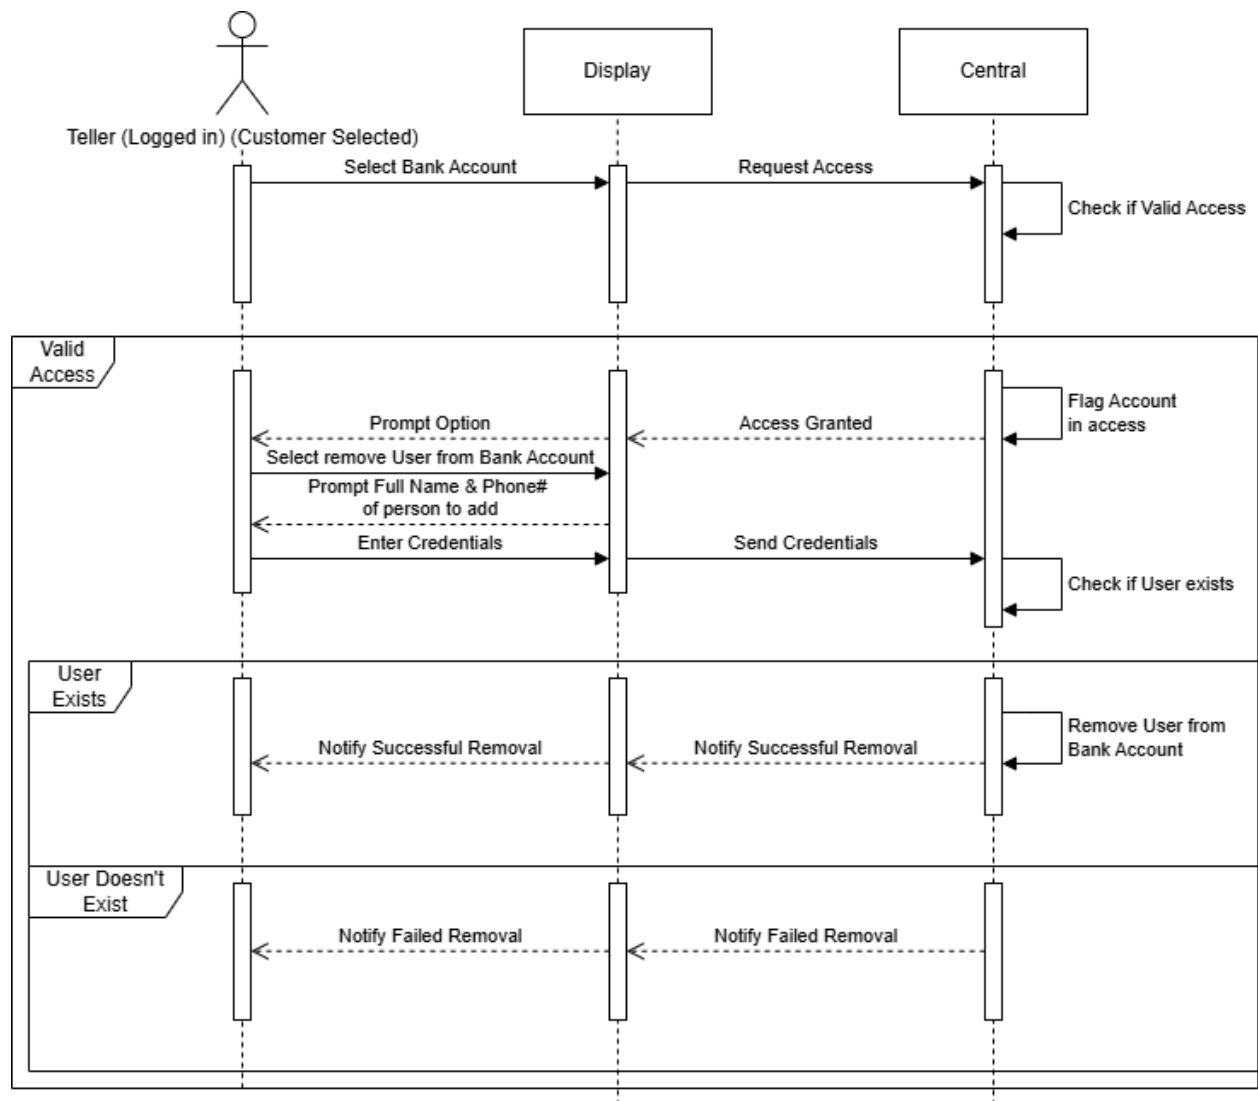 Display
Central
Teller (Logged in) (Customer Selected)
Select Bank Account
Request Access
Check if Valid Access
Valid
Access
Flag Account
in access
Prompt Option
Access Granted
Select remove User from Bank Account
Prompt Full Name & Phone#
of person to add
Enter Credentials
Send Credentials
Check if User exists
User
Exists
Remove User from
Bank Account
Notify Successful Removal
Notify Successful Removal
User Doesn't
Exist
Notify Failed Removal
Notify Failed Removal